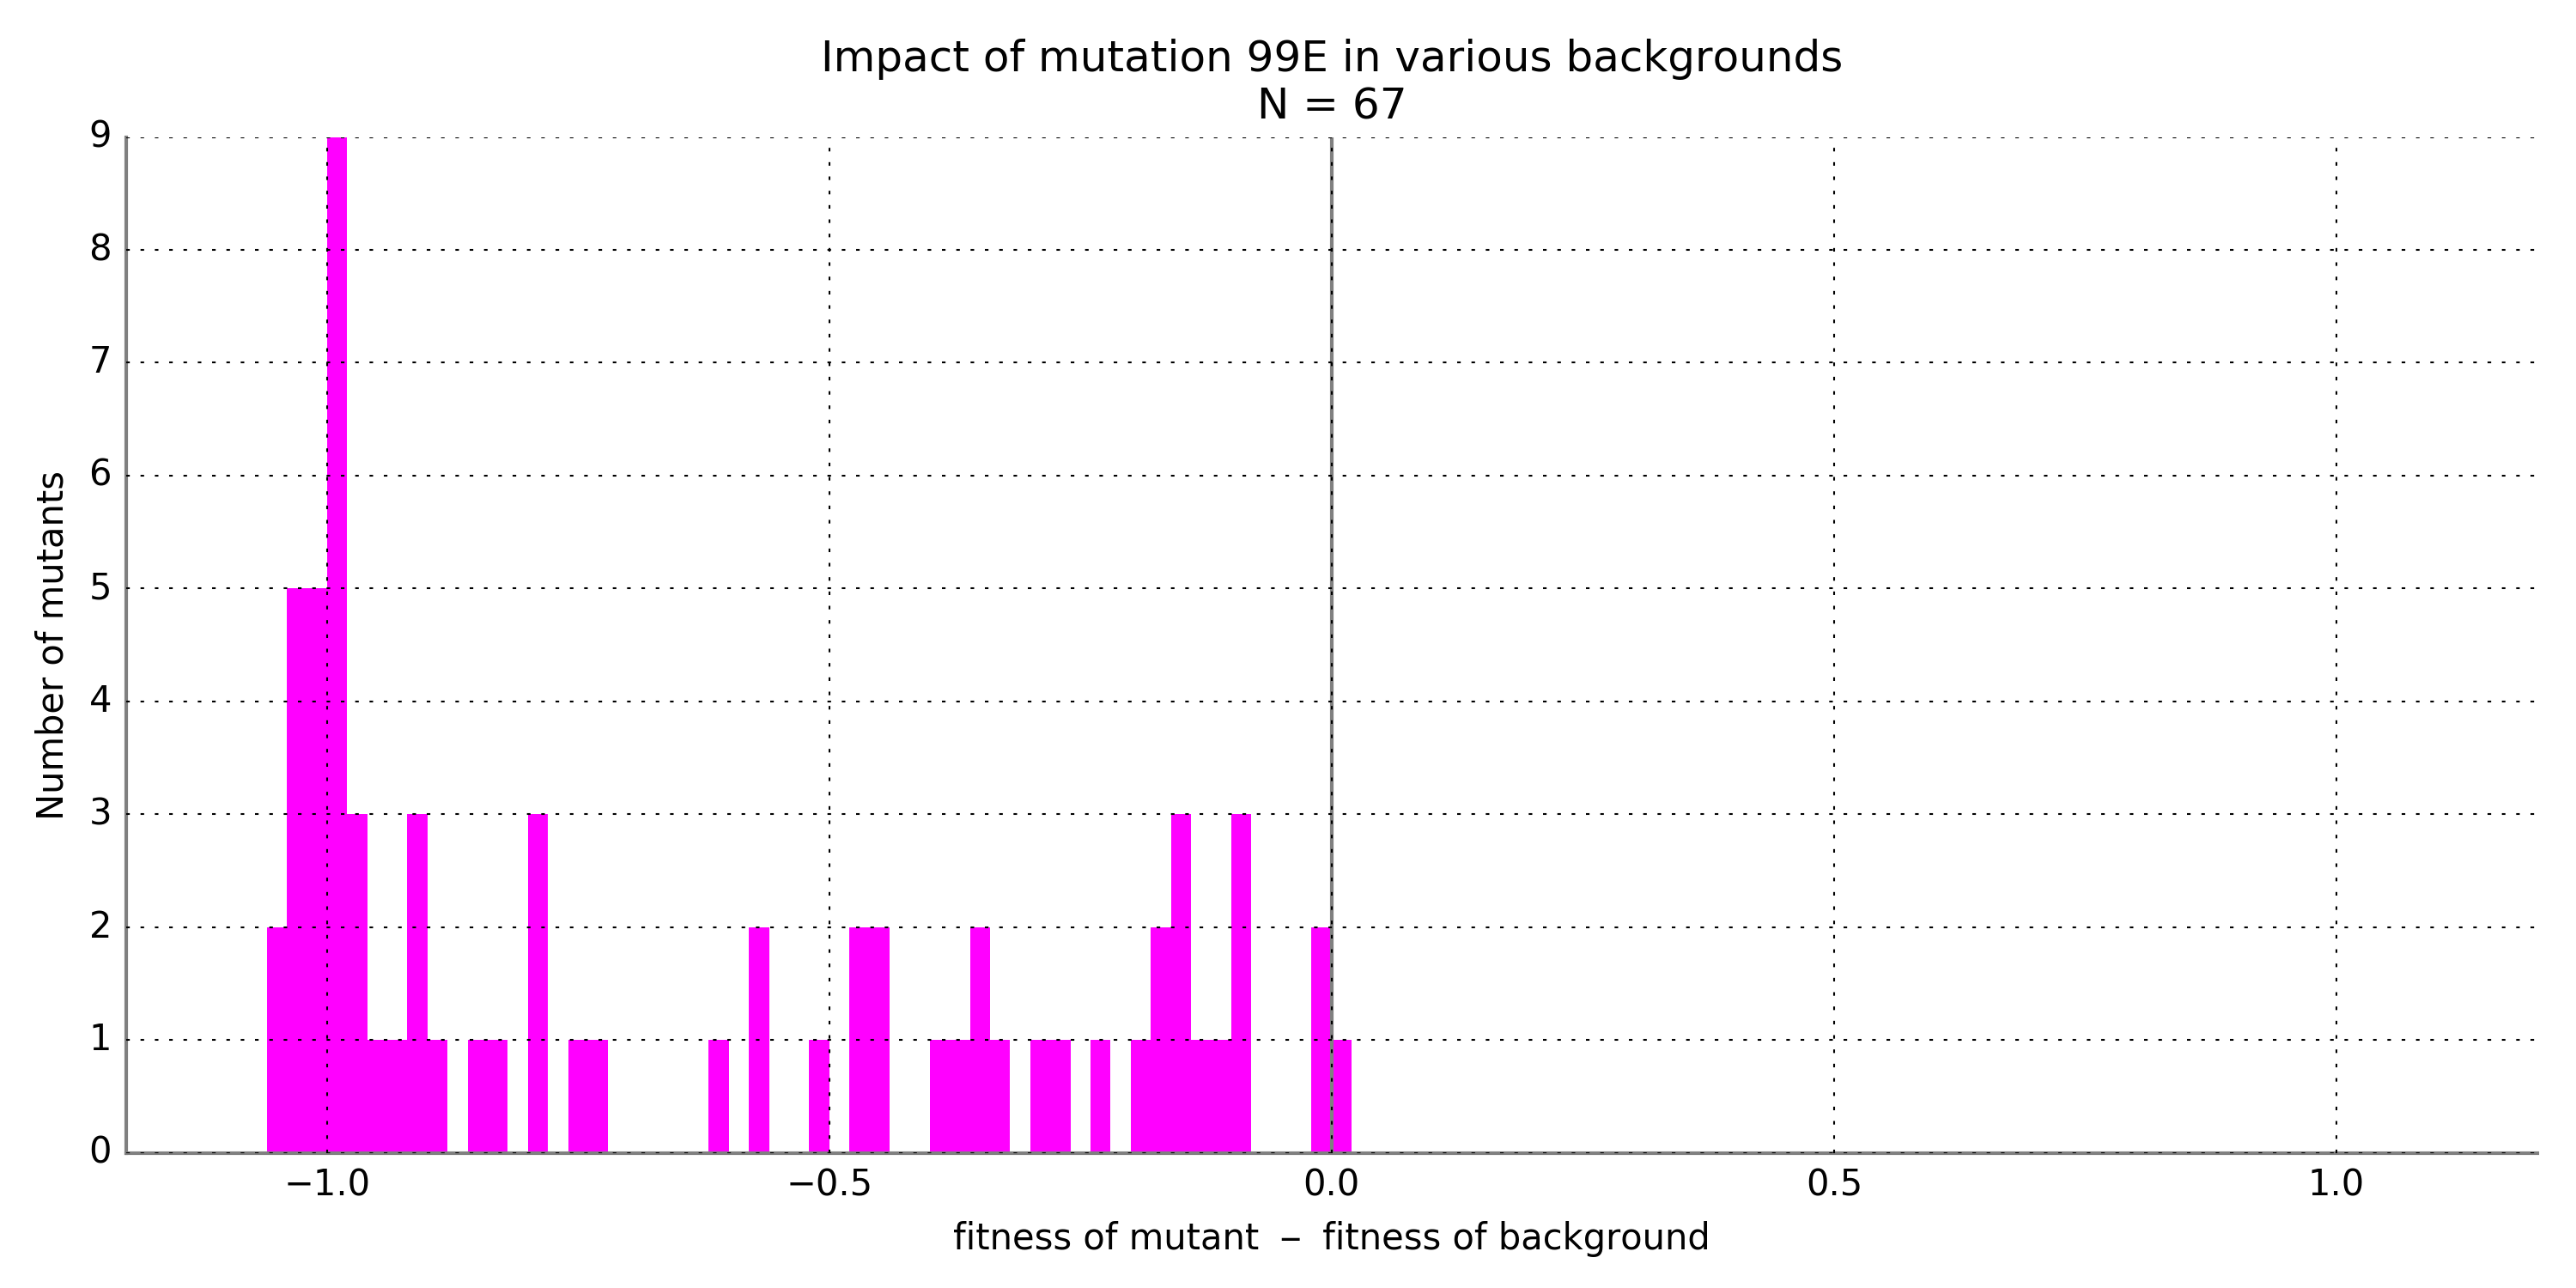 Impact of mutation 99E in various backgrounds
N = 67
9
8
7
6
5
4
3
2
1
0
Number of mutants
−1.0 −0.5 0.0 0.5 1.0
fitness of mutant – fitness of background